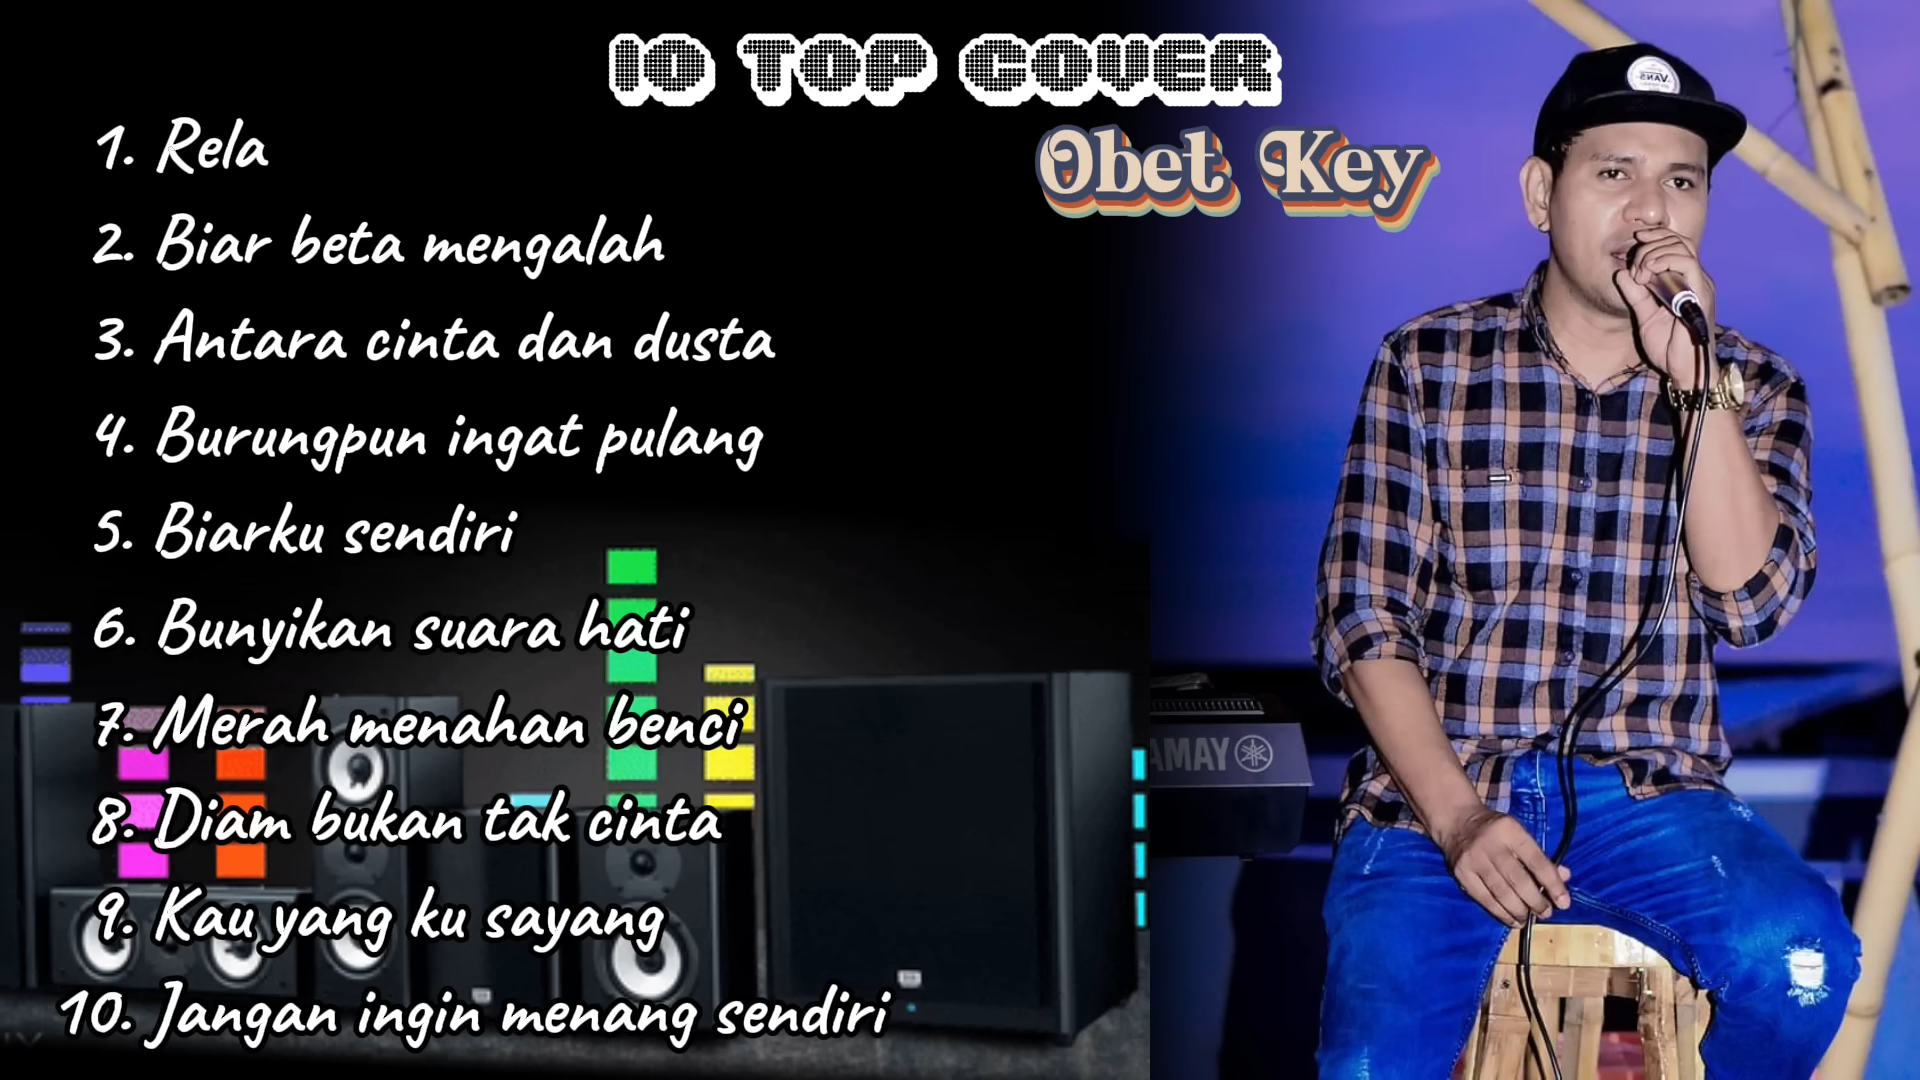 10 TOP COVER
Obet Key
1. Rela
2. Biar beta mengalah
3. Antara cinta dan dusta
4. Burungpun ingat pulang
5. Biarku sendiri
6. Bunyikan suara hati
7. Merah menahan benci
8. Diam bukan tak cinta
9. Kau yang ku sayang
10. Jangan ingin menang sendiri
VANS
AMAY